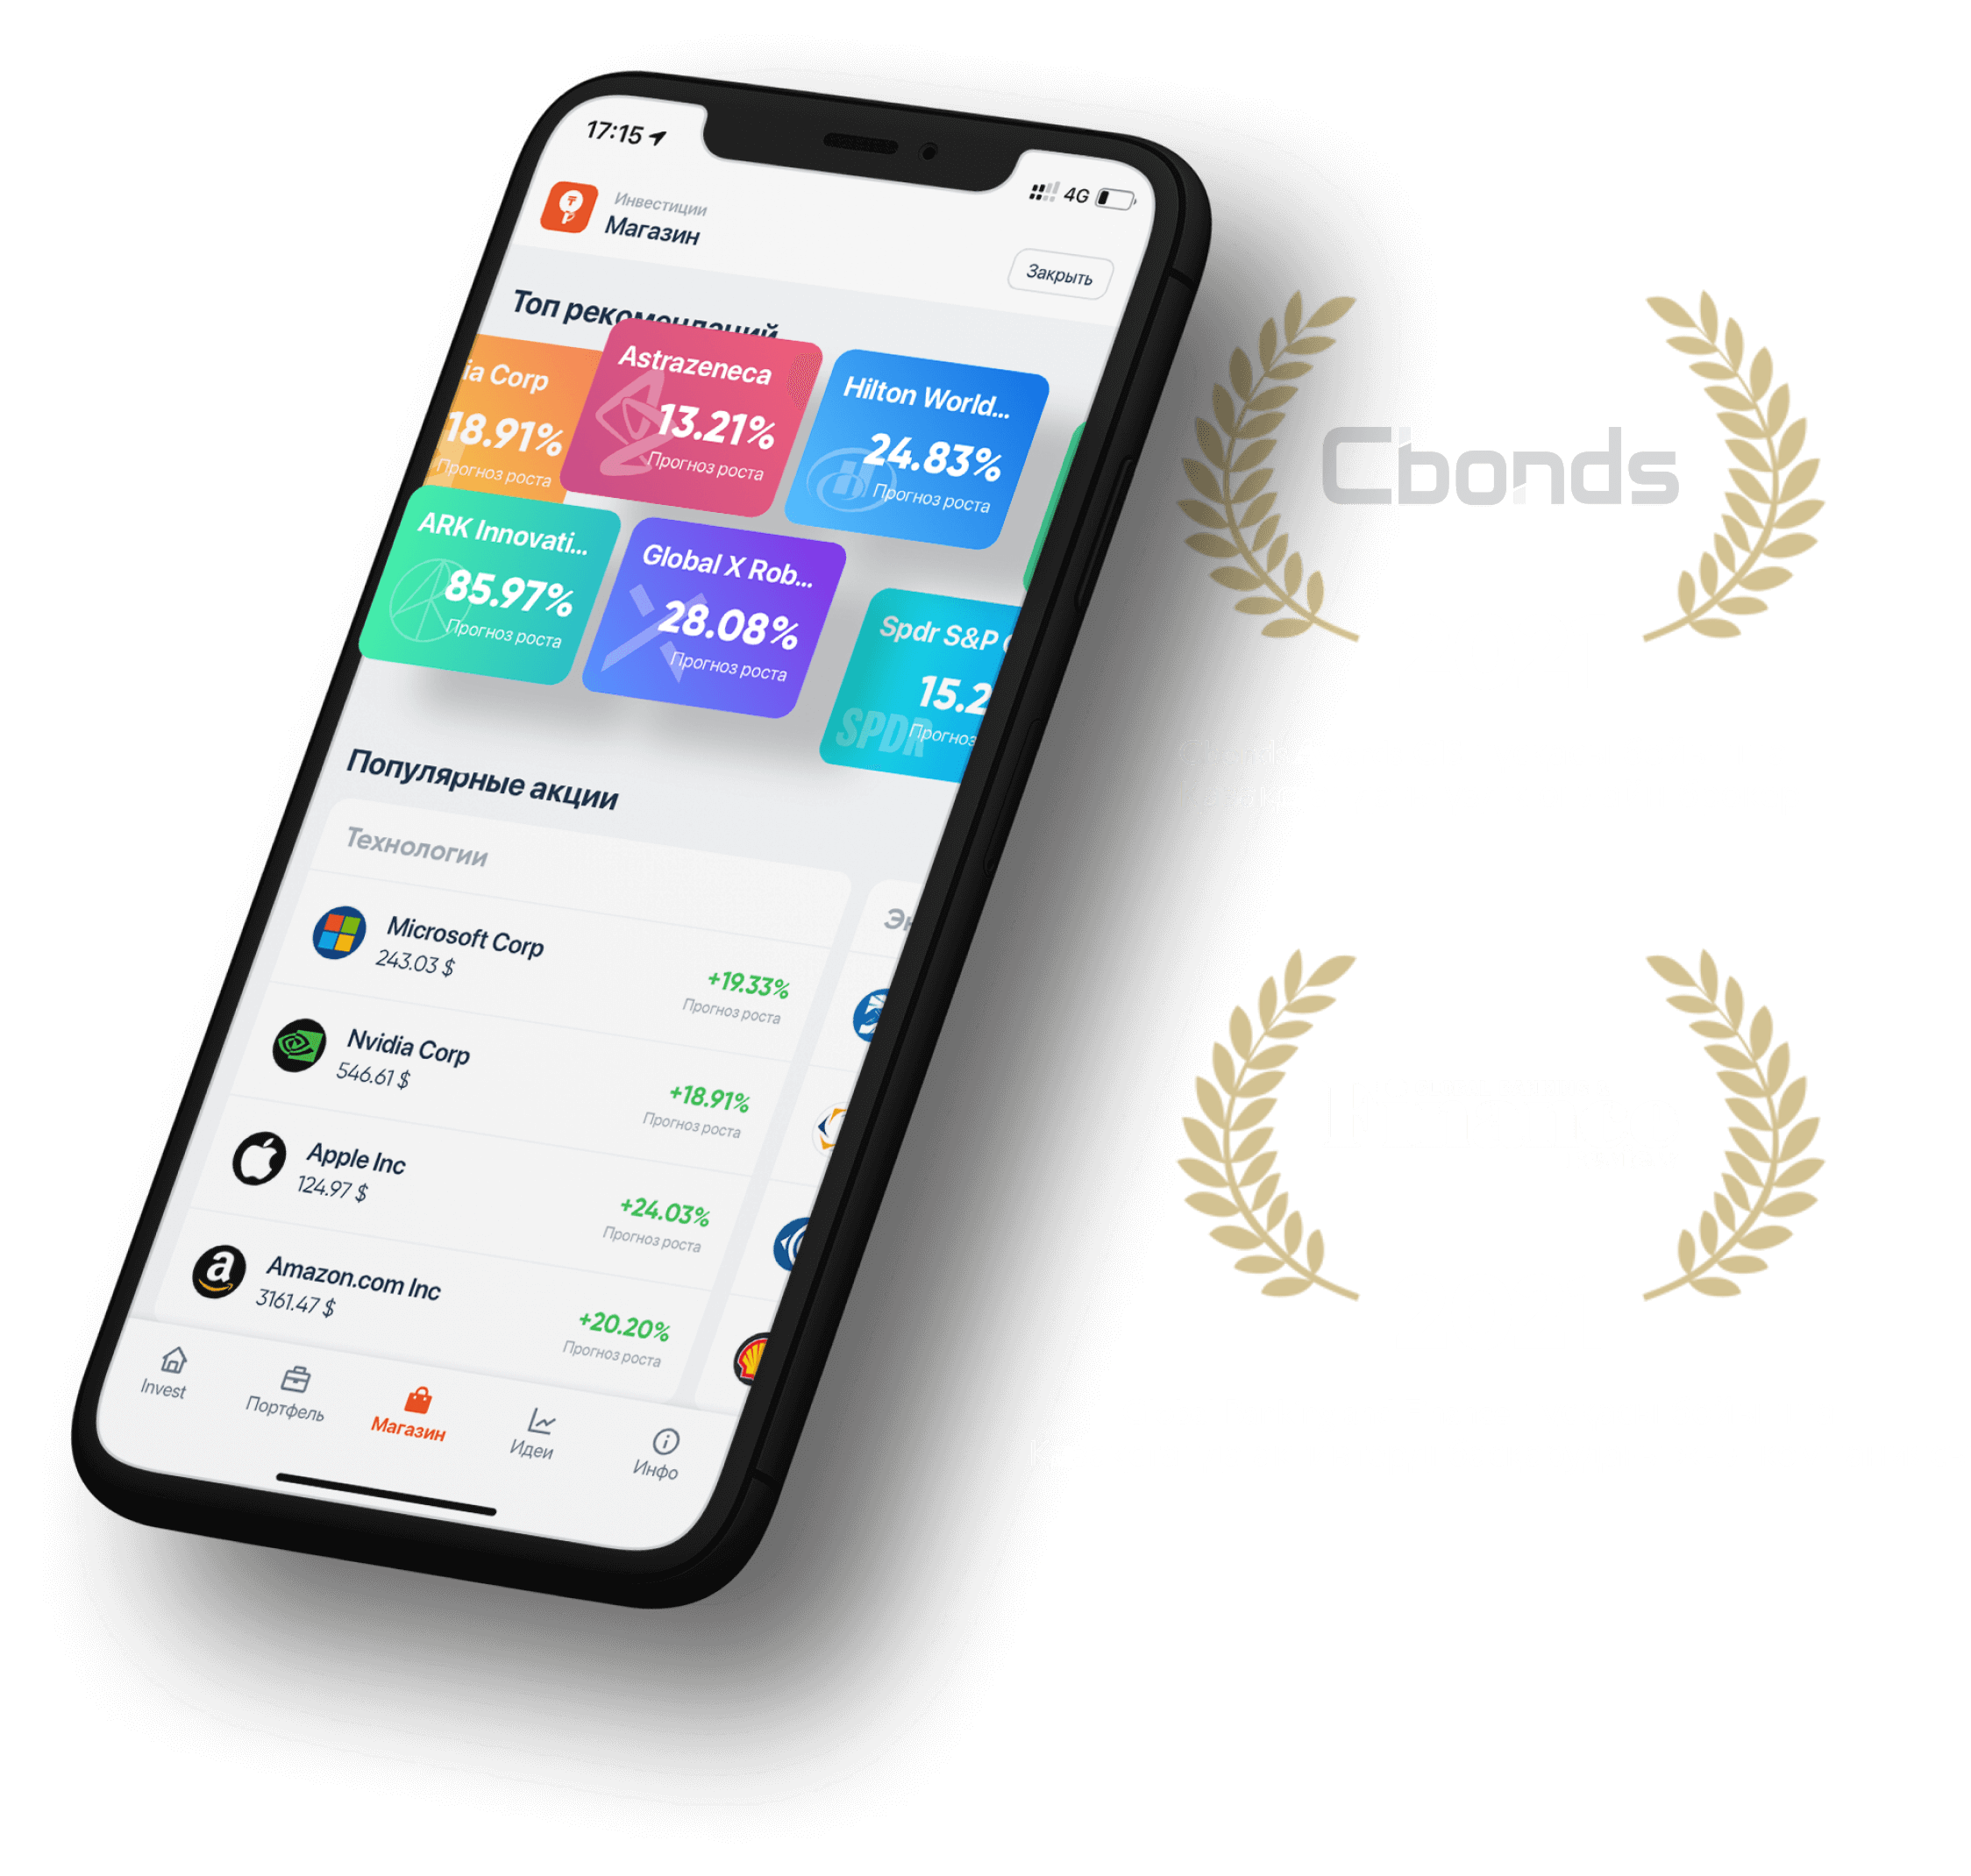 17:15
4G
Инвестиции
Магазин
Закрыть
Топ рекомендаций
ia Corp
18.91%
Прогноз роста
Astrazeneca
13.21%
Прогноз роста
Hilton World...
24.83%
Прогноз роста
ARK Innovati...
85.97%
Прогноз роста
Global X Rob...
28.08%
Прогноз роста
Spdr S&P
15.2
SPDR
Прогноз
Популярные акции
Технологии
Эн
Microsoft Corp
243.03 $
+19.33%
Прогноз роста
Nvidia Corp
546.61 $
+18.91%
Прогноз роста
Apple Inc
124.97 $
+24.03%
Прогноз роста
Amazon.com Inc
3161.47 $
+20.20%
Прогноз роста
Invest
Портфель
Магазин
Идеи
Инфо
Cbonds